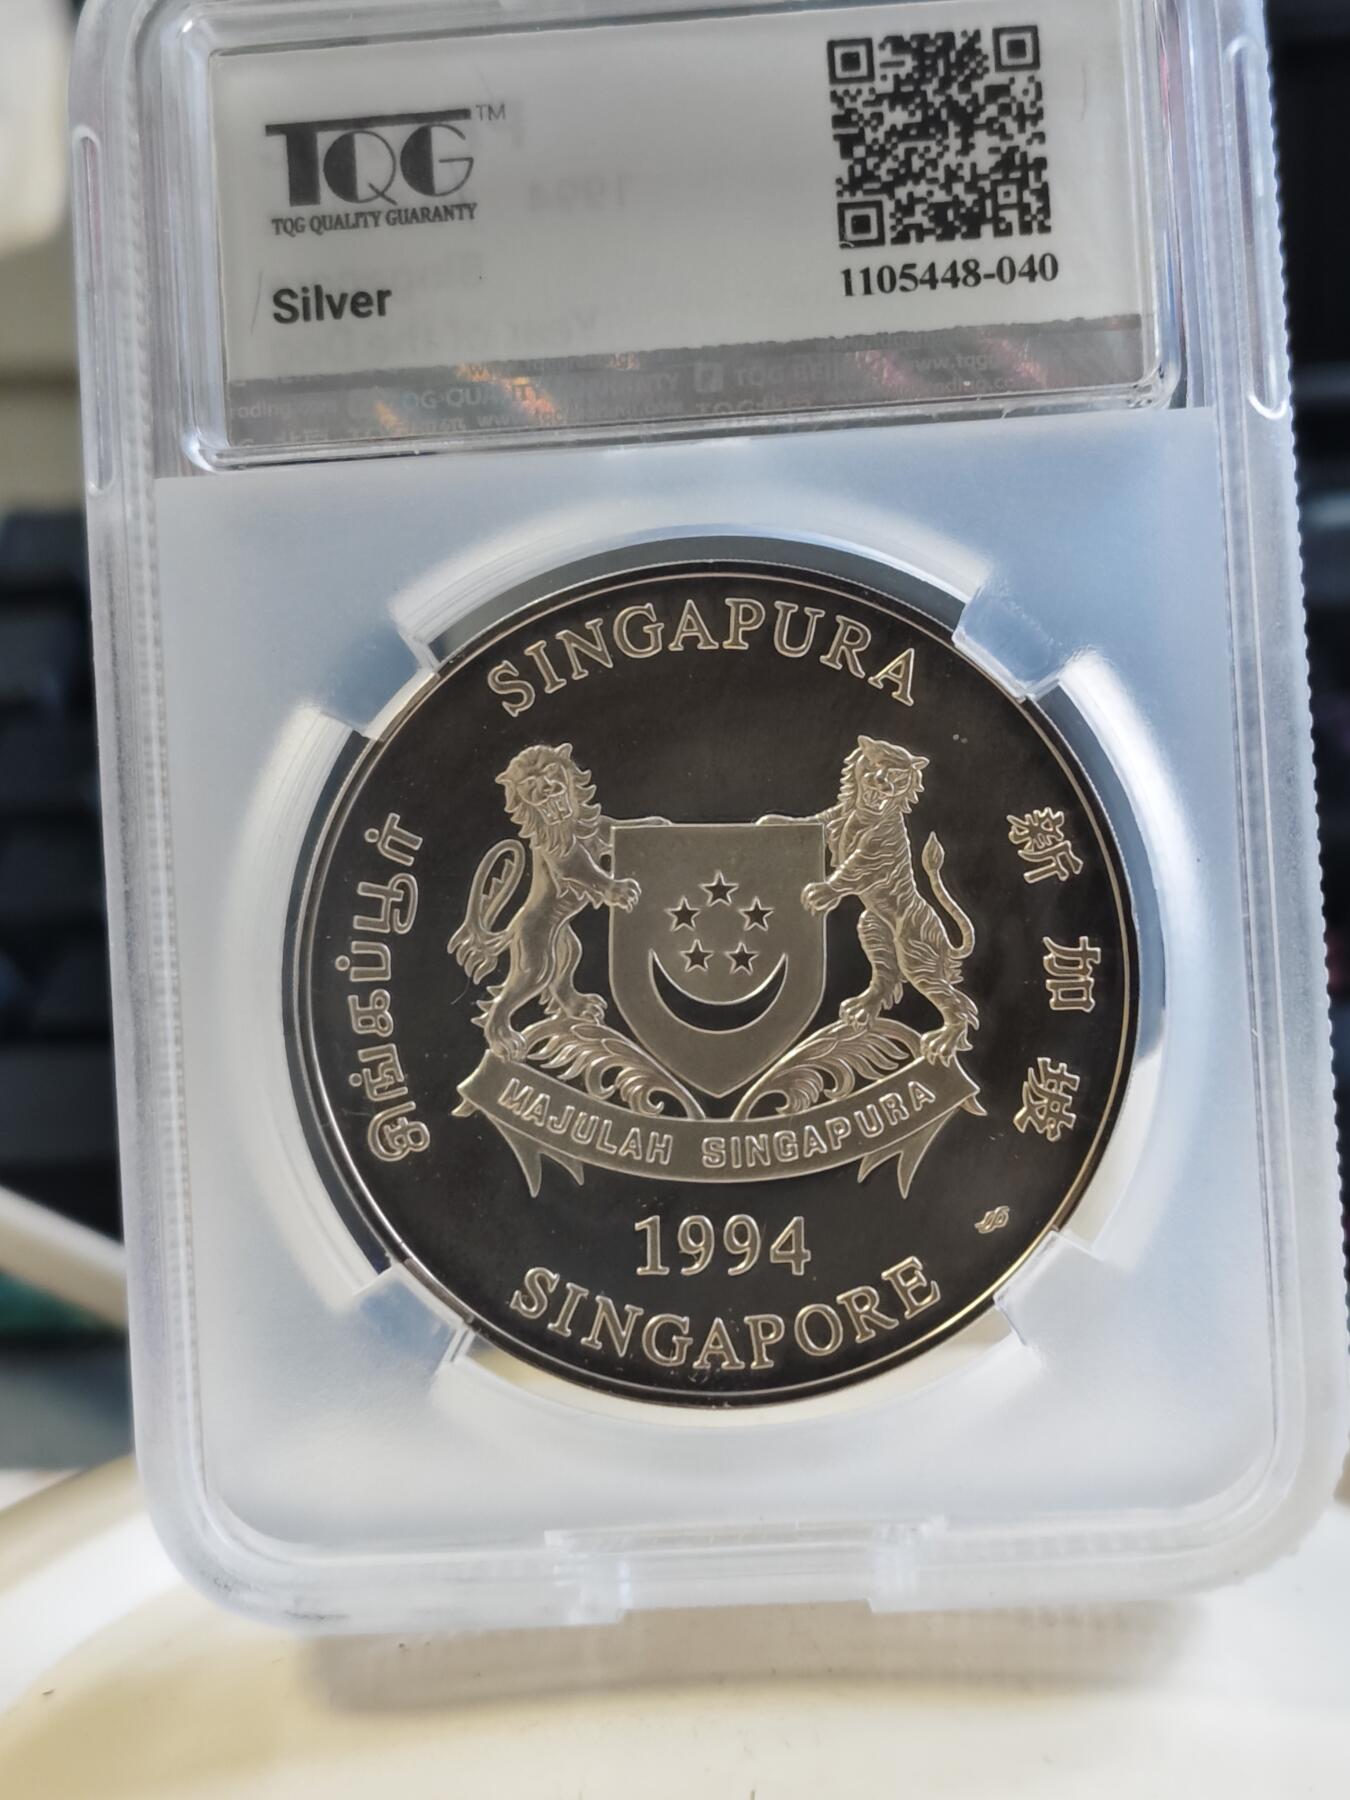 TQG™
TQG QUALITY GUARANTY
Silver
1105448-040
SINGAPURA
சிங்கப்பூர்
新加坡
MAJULAH SINGAPURA
1994
SINGAPORE